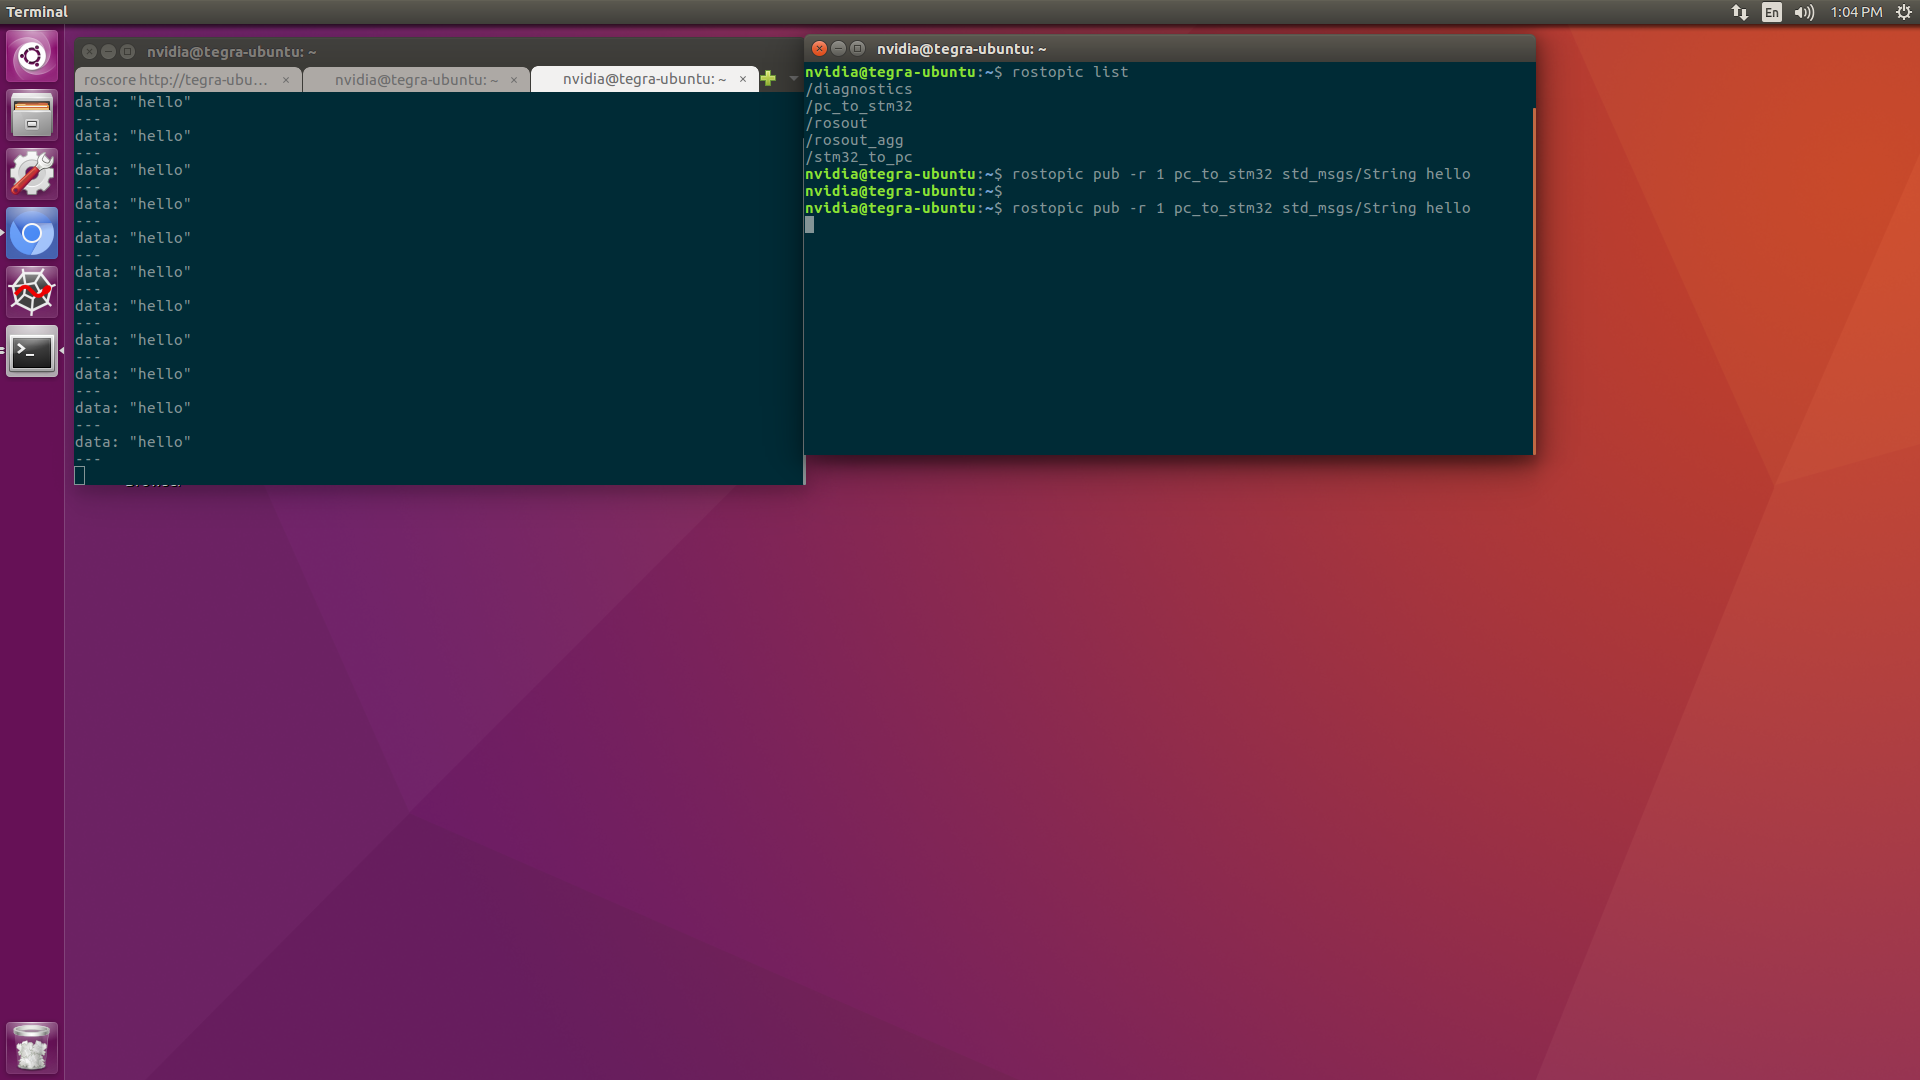 Terminal
En
1:04 PM
nvidia@tegra-ubuntu: ~
roscore http://tegra-ubu... ×
nvidia@tegra-ubuntu: ~ ×
nvidia@tegra-ubuntu: ~ ×
data: "hello"
---
data: "hello"
---
data: "hello"
---
data: "hello"
---
data: "hello"
---
data: "hello"
---
data: "hello"
---
data: "hello"
---
data: "hello"
---
data: "hello"
---
data: "hello"
---
nvidia@tegra-ubuntu: ~
nvidia@tegra-ubuntu:~$ rostopic list
/diagnostics
/pc_to_stm32
/rosout
/rosout_agg
/stm32_to_pc
nvidia@tegra-ubuntu:~$ rostopic pub -r 1 pc_to_stm32 std_msgs/String hello
nvidia@tegra-ubuntu:~$
nvidia@tegra-ubuntu:~$ rostopic pub -r 1 pc_to_stm32 std_msgs/String hello